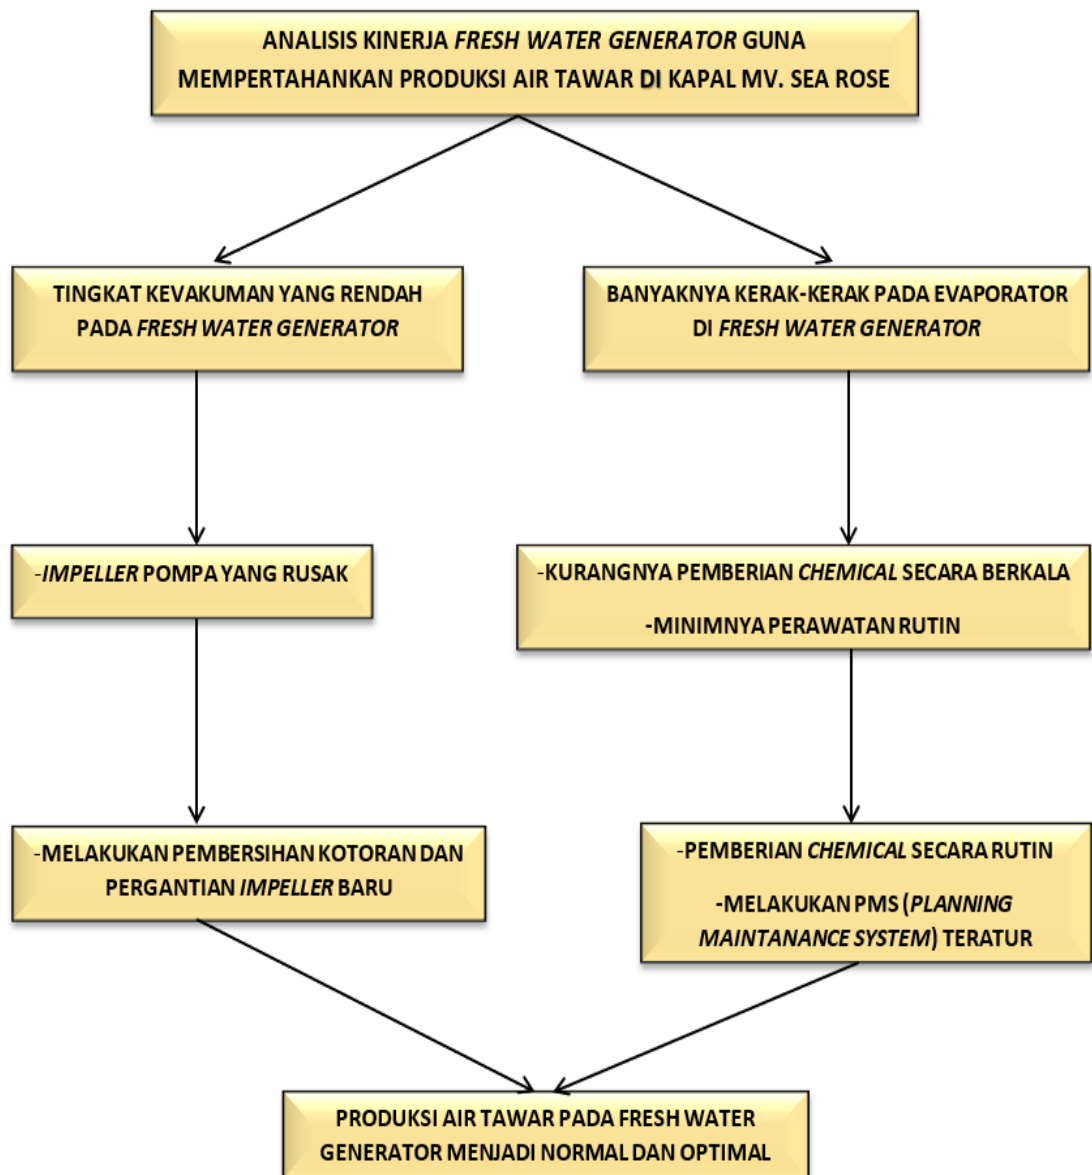 ANALISIS KINERJA FRESH WATER GENERATOR GUNA
MEMPERTAHANKAN PRODUKSI AIR TAWAR DI KAPAL MV. SEA ROSE
TINGKAT KEVAKUMAN YANG RENDAH
PADA FRESH WATER GENERATOR
BANYAKNYA KERAK-KERAK PADA EVAPORATOR
DI FRESH WATER GENERATOR
-IMPELLER POMPA YANG RUSAK
-KURANGNYA PEMBERIAN CHEMICAL SECARA BERKALA
-MINIMNYA PERAWATAN RUTIN
-MELAKUKAN PEMBERSIHAN KOTORAN DAN
PERGANTIAN IMPELLER BARU
-PEMBERIAN CHEMICAL SECARA RUTIN
-MELAKUKAN PMS (PLANNING
MAINTANANCE SYSTEM) TERATUR
PRODUKSI AIR TAWAR PADA FRESH WATER
GENERATOR MENJADI NORMAL DAN OPTIMAL